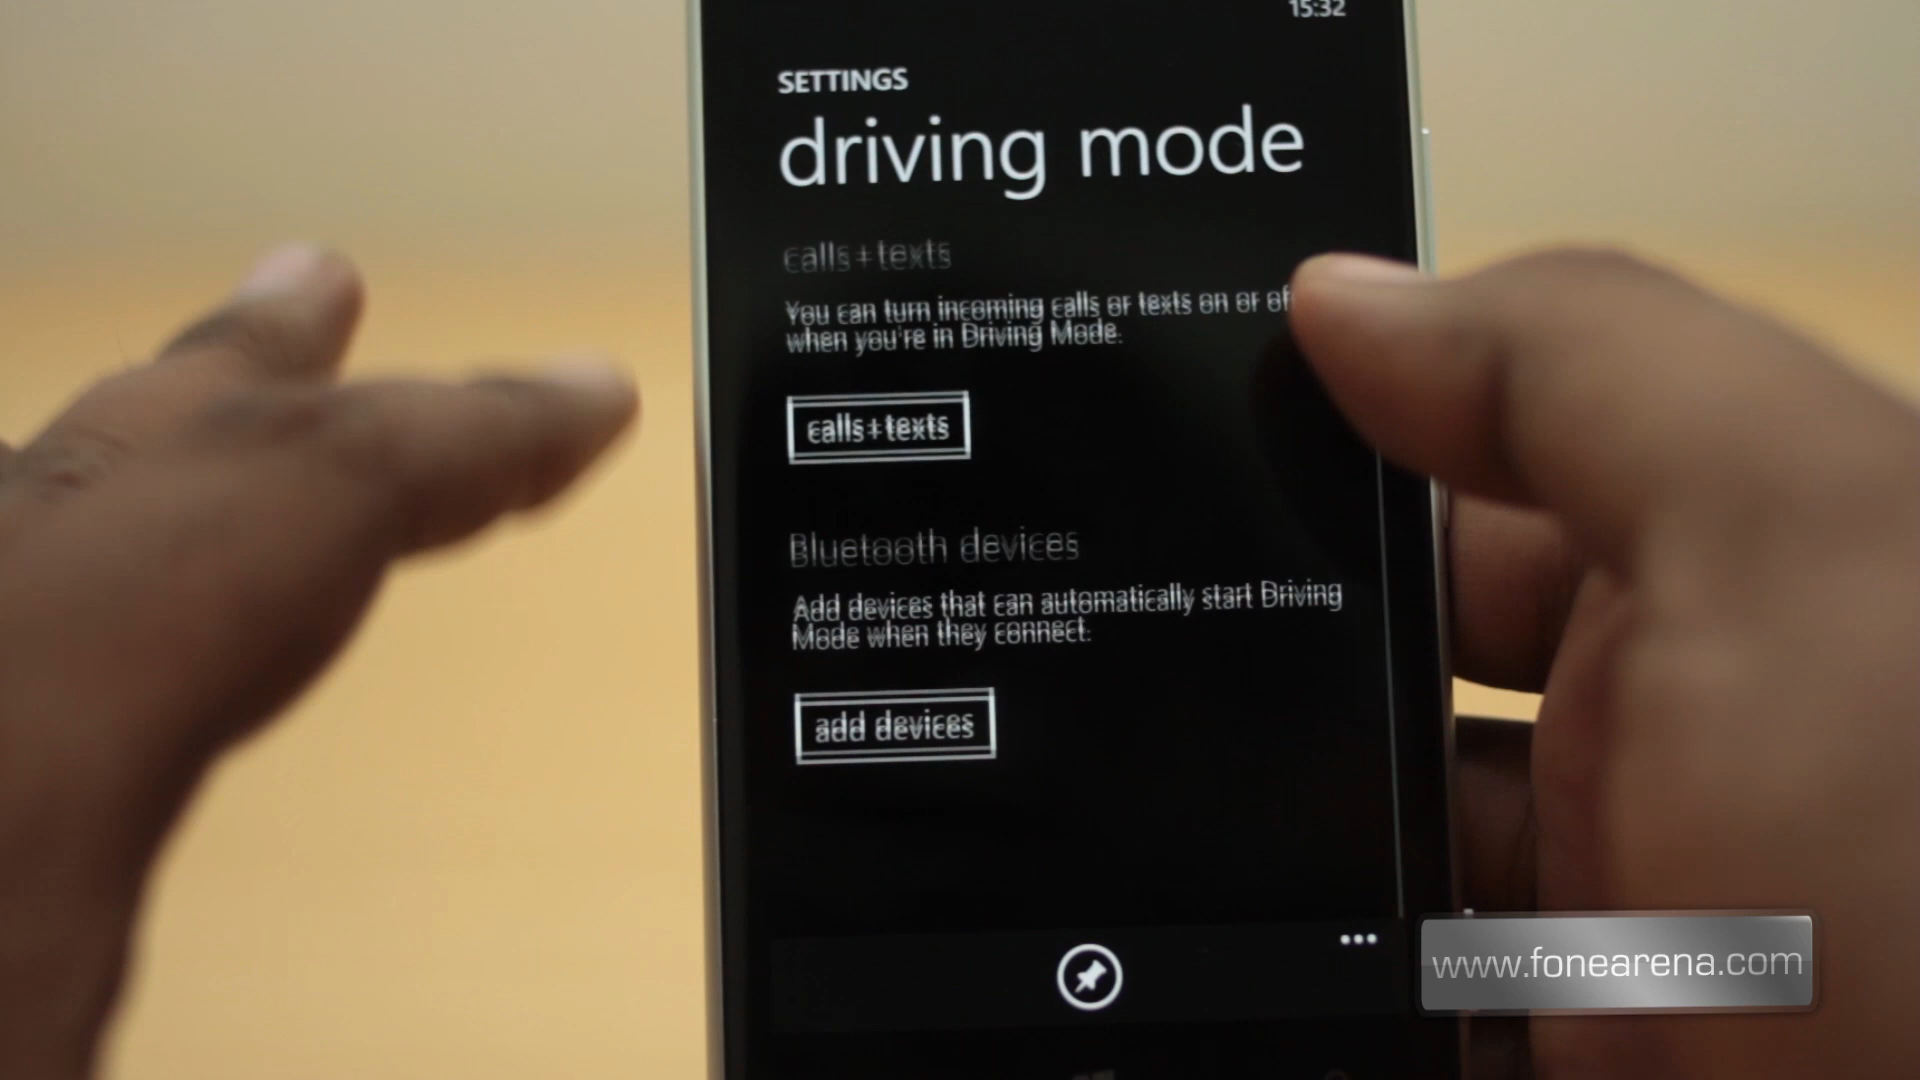 15:32
SETTINGS
driving mode
calls+texts
You can turn incoming calls or texts on or of
when you're in Driving Mode.
calls+texts
Bluetooth devices
Add devices that can automatically start Driving
Mode when they connect.
add devices
www.fonearena.com